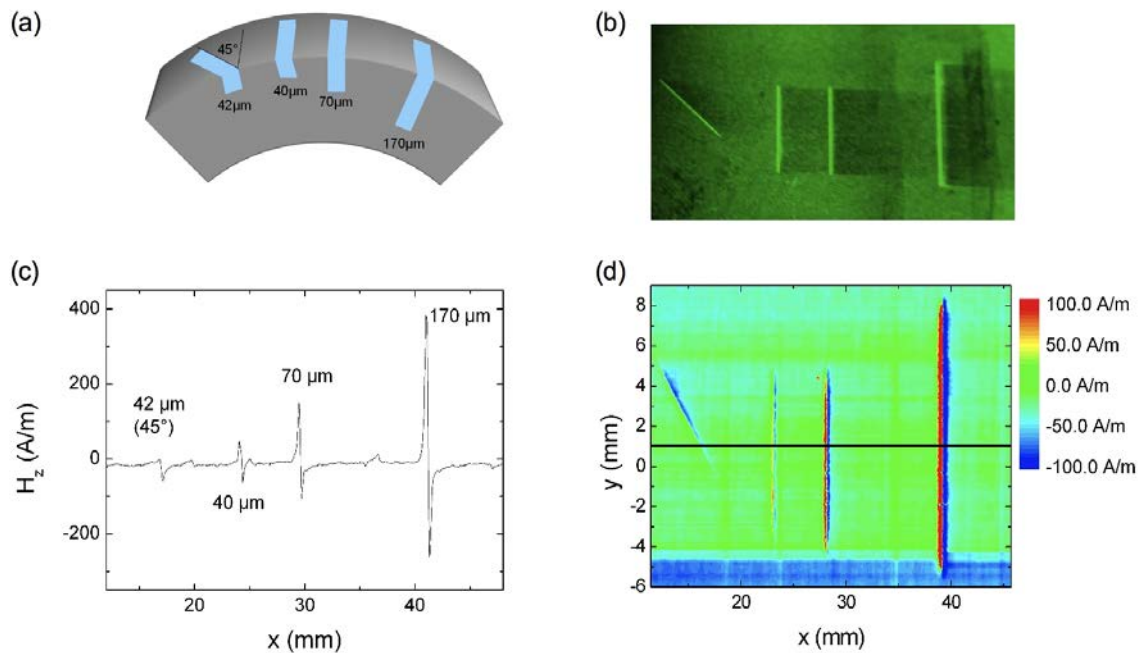 (a)
45°
42μm
40μm
70μm
170μm
(b)
(c)
400
200
0
-200
H_z (A/m)
42 μm
(45°)
40 μm
70 μm
170 μm
20
30
40
x (mm)
(d)
8
6
4
2
0
-2
-4
-6
y (mm)
20
30
40
x (mm)
100.0 A/m
50.0 A/m
0.0 A/m
-50.0 A/m
-100.0 A/m